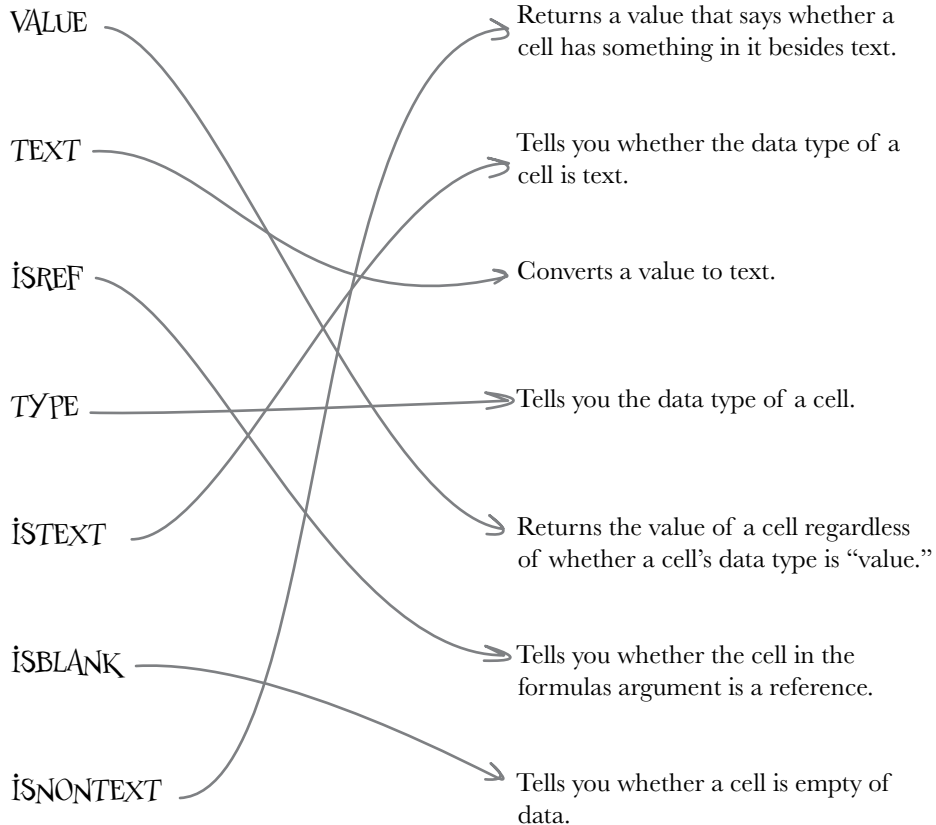 VALUE
Returns a value that says whether a
cell has something in it besides text.
TEXT
Tells you whether the data type of a
cell is text.
ISREF
Converts a value to text.
TYPE
Tells you the data type of a cell.
ISTEXT
Returns the value of a cell regardless
of whether a cell’s data type is “value.”
ISBLANK
Tells you whether the cell in the
formulas argument is a reference.
ISNONTEXT
Tells you whether a cell is empty of
data.